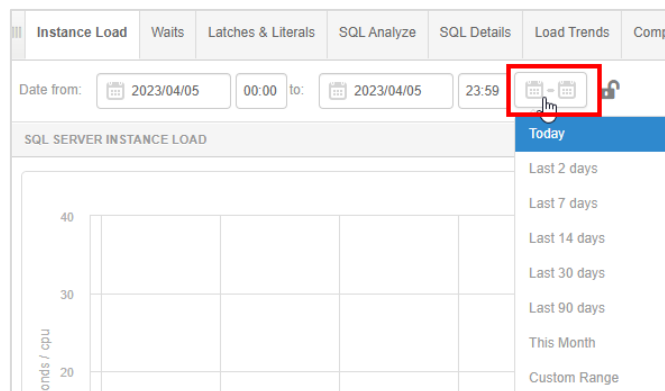 Instance Load Waits Latches & Literals SQL Analyze SQL Details Load Trends Comp
Date from: 2023/04/05 00:00 to: 2023/04/05 23:59
SQL SERVER INSTANCE LOAD
Today
Last 2 days
Last 7 days
Last 14 days
Last 30 days
Last 90 days
This Month
Custom Range
40
30
20
onds / cpu